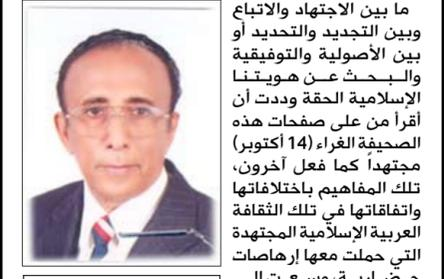 ما بين الاجتهاد والاتباع
وبين التجديد والتحديد أو
بين الأصولية والتوفيقية
والبحث عن هويتنا
الإسلامية الحقة وددت أن
أقرأ من على صفحات هذه
الصحيفة الغراء (14 أكتوبر)
مجتهداً كما فعل آخرون،
تلك المفاهيم باختلافاتها
واتفاقاتها في تلك الثقافة
العربية الإسلامية المجتهدة
التي حملت معها إرهاصات